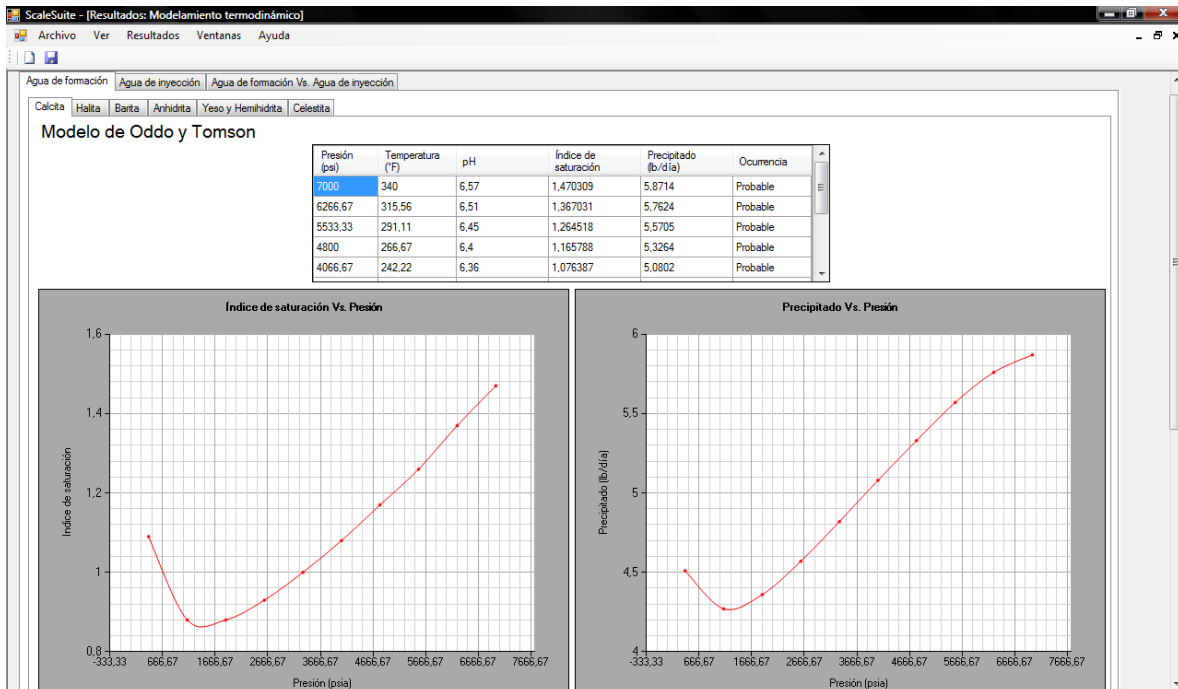 ScaleSuite - [Resultados: Modelamiento termodinámico]
Archivo Ver Resultados Ventanas Ayuda
Agua de formación Agua de inyección Agua de formación Vs. Agua de inyección
Calcita Halita Barita Anhidrita Yeso y Hemihidrita Celestita
Modelo de Oddo y Tomson
Presión (psi) Temperatura (°F) pH Índice de saturación Precipitado (lb/día) Ocurrencia
7000 340 6,57 1,470309 5,8714 Probable
6266,67 315,56 6,51 1,367031 5,7624 Probable
5533,33 291,11 6,45 1,264518 5,5705 Probable
4800 266,67 6,4 1,165788 5,3264 Probable
4066,67 242,22 6,36 1,076387 5,0802 Probable
Índice de saturación Vs. Presión
1,6
1,4
1,2
1
0,8
Indice de saturación
-333,33 666,67 1666,67 2666,67 3666,67 4666,67 5666,67 6666,67 7666,67
Presión (psia)
Precipitado Vs. Presión
6
5,5
5
4,5
4
Precipitado (lb/día)
-333,33 666,67 1666,67 2666,67 3666,67 4666,67 5666,67 6666,67 7666,67
Presión (psia)